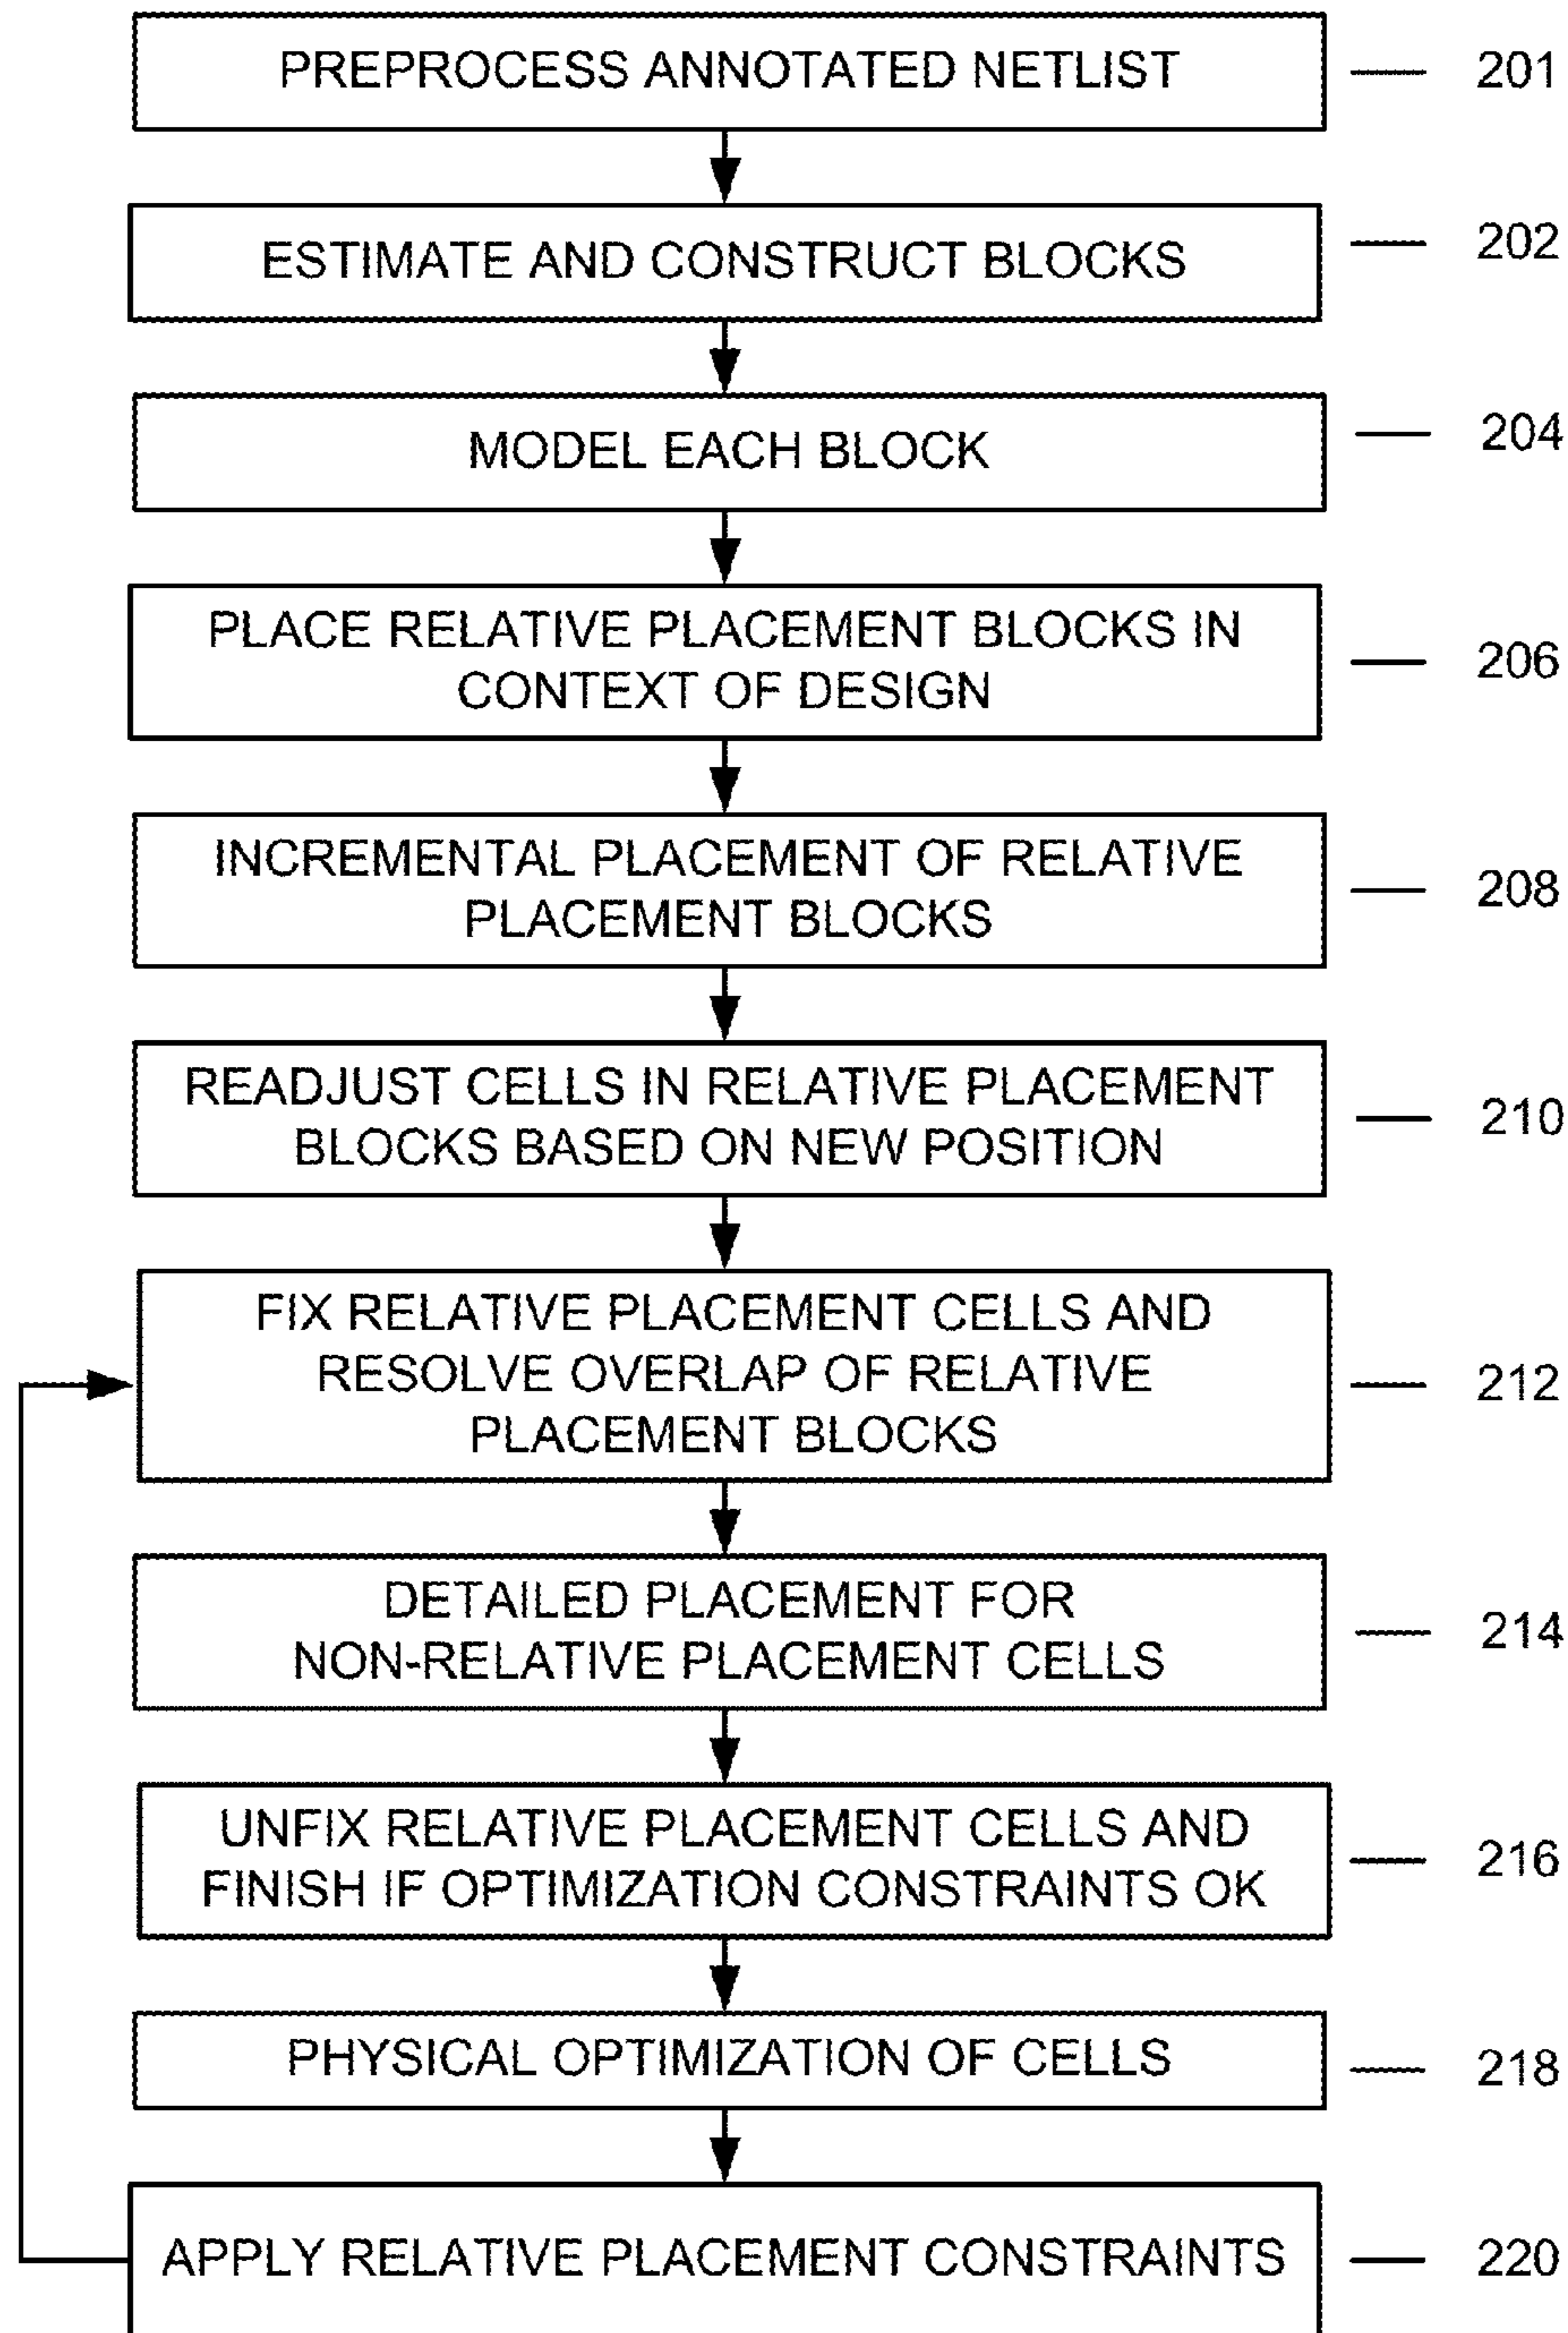 PREPROCESS ANNOTATED NETLIST
201
ESTIMATE AND CONSTRUCT BLOCKS
202
MODEL EACH BLOCK
204
PLACE RELATIVE PLACEMENT BLOCKS IN
CONTEXT OF DESIGN
206
INCREMENTAL PLACEMENT OF RELATIVE
PLACEMENT BLOCKS
208
READJUST CELLS IN RELATIVE PLACEMENT
BLOCKS BASED ON NEW POSITION
210
FIX RELATIVE PLACEMENT CELLS AND
RESOLVE OVERLAP OF RELATIVE
PLACEMENT BLOCKS
212
DETAILED PLACEMENT FOR
NON-RELATIVE PLACEMENT CELLS
214
UNFIX RELATIVE PLACEMENT CELLS AND
FINISH IF OPTIMIZATION CONSTRAINTS OK
216
PHYSICAL OPTIMIZATION OF CELLS
218
APPLY RELATIVE PLACEMENT CONSTRAINTS
220